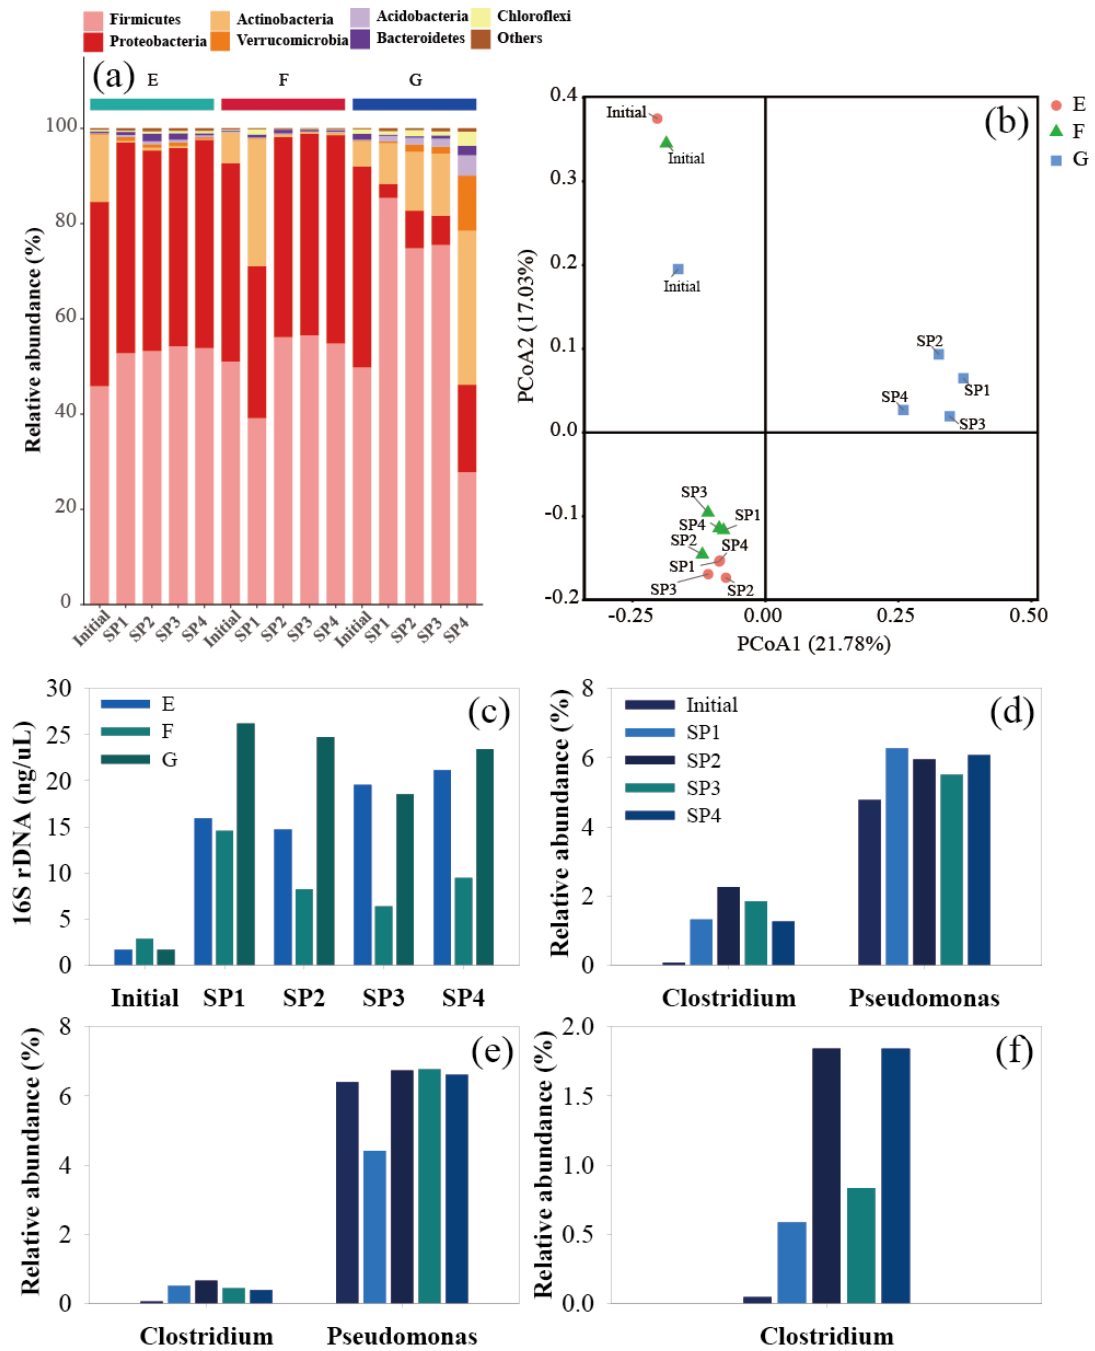 Firmicutes Actinobacteria Acidobacteria Chloroflexi
Proteobacteria Verrucomicrobia Bacteroidetes Others
(a) E F G
Relative abundance (%)
100
80
60
40
20
0
Initial SP1 SP2 SP3 SP4 Initial SP1 SP2 SP3 SP4 Initial SP1 SP2 SP3 SP4
(b)
E
F
G
PCoA2 (17.03%)
0.4
0.3
0.2
0.1
0.0
-0.1
-0.2
Initial
Initial
Initial
SP2
SP1
SP4
SP3
SP3
SP4 SP1
SP2 SP4
SP1
SP3 SP2
-0.25 0.00 0.25 0.50
PCoA1 (21.78%)
(c)
E
F
G
16S rDNA (ng/uL)
30
25
20
15
10
5
0
Initial SP1 SP2 SP3 SP4
(d)
Initial
SP1
SP2
SP3
SP4
Relative abundance (%)
8
6
4
2
0
Clostridium Pseudomonas
(e)
Relative abundance (%)
8
6
4
2
0
Clostridium Pseudomonas
(f)
Relative abundance (%)
2.0
1.5
1.0
0.5
0.0
Clostridium